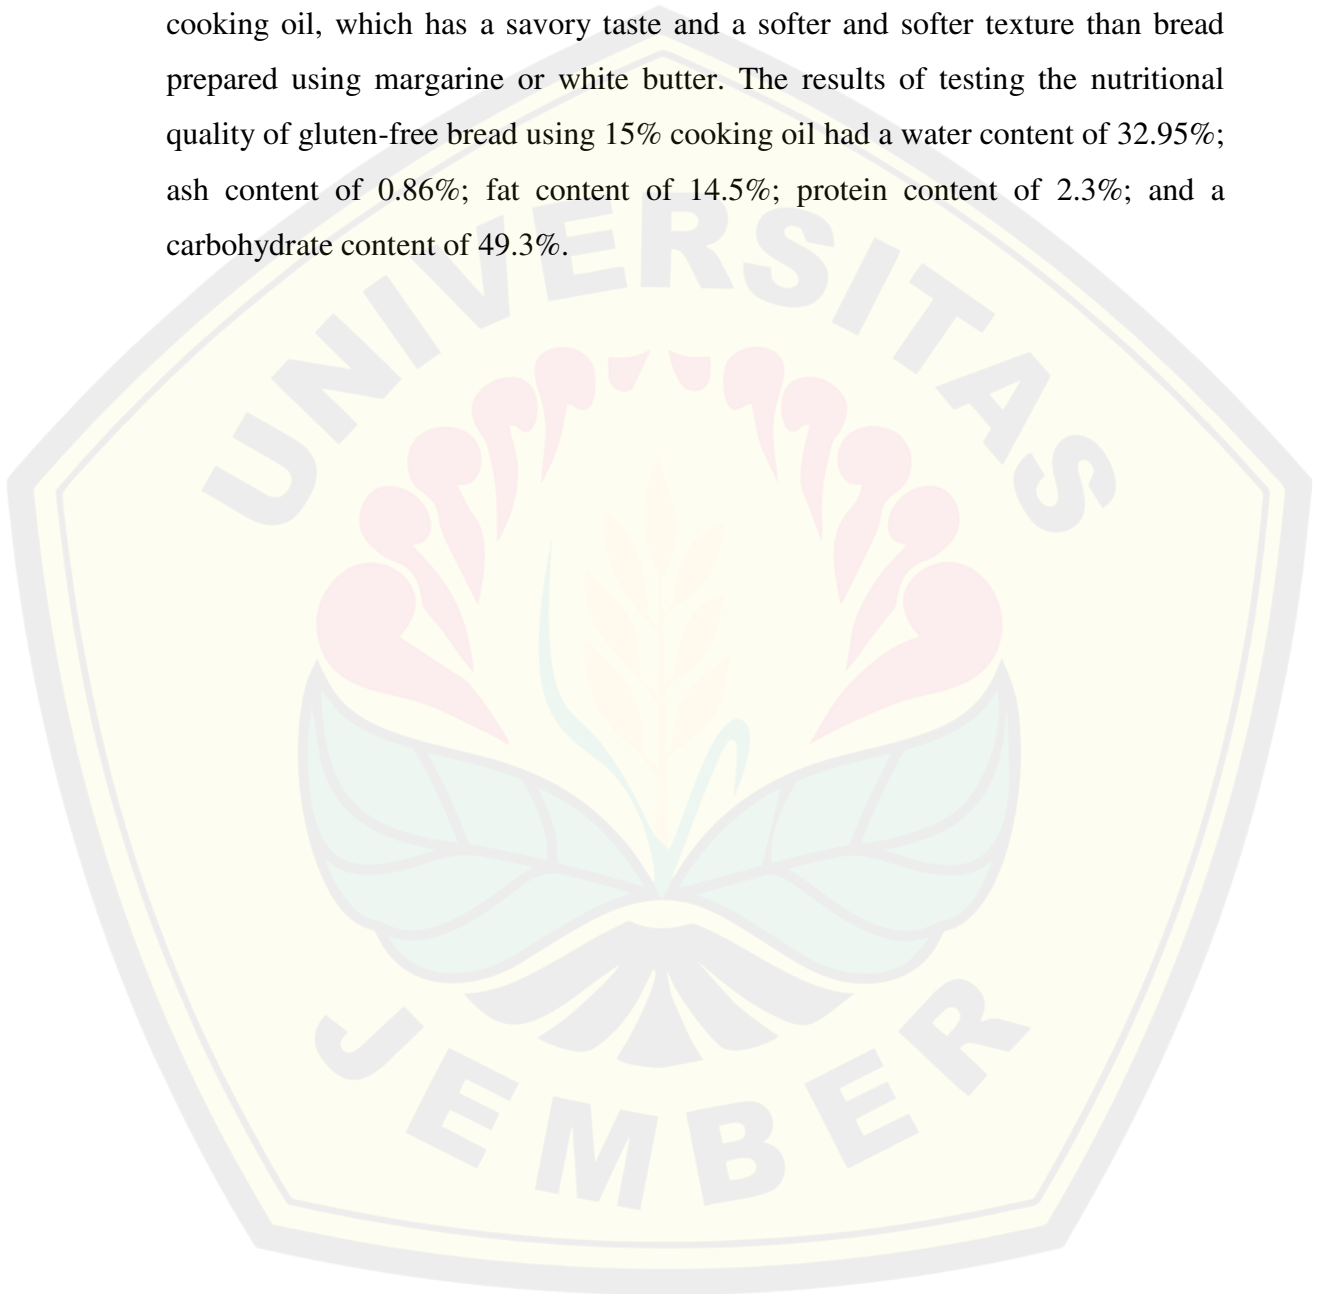 cooking oil, which has a savory taste and a softer and softer texture than bread
prepared using margarine or white butter. The results of testing the nutritional
quality of gluten-free bread using 15% cooking oil had a water content of 32.95%;
ash content of 0.86%; fat content of 14.5%; protein content of 2.3%; and a
carbohydrate content of 49.3%.
UNIVERSITAS
JEMBER